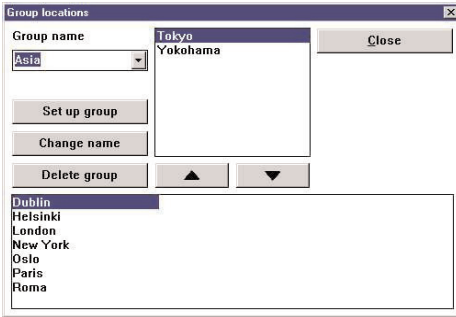 Group locations
Group name
Asia
Tokyo
Yokohama
Close
Set up group
Change name
Delete group
Dublin
Helsinki
London
New York
Oslo
Paris
Roma